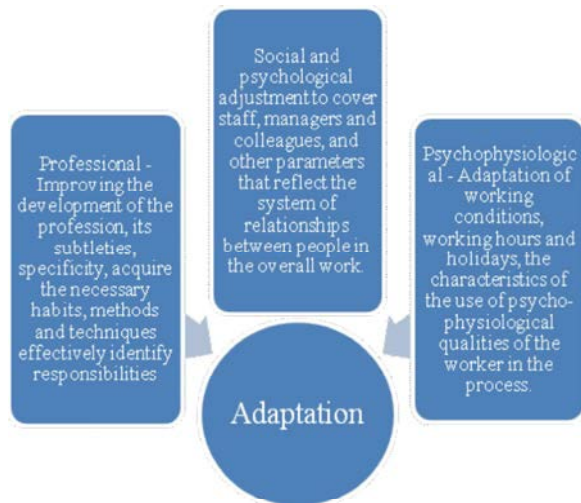 Professional -
Improving the
development of the
profession, its
subtleties,
specificity, acquire
the necessary
habits, methods
and techniques
effectively identify
responsibilities
Social and
psychological
adjustment to cover
staff, managers and
colleagues, and
other parameters
that reflect the
system of
relationships
between people in
the overall work.
Psychophysiologic
al - Adaptation of
working
conditions,
working hours and
holidays, the
characteristics of
the use of psycho-
physiological
qualities of the
worker in the
process.
Adaptation